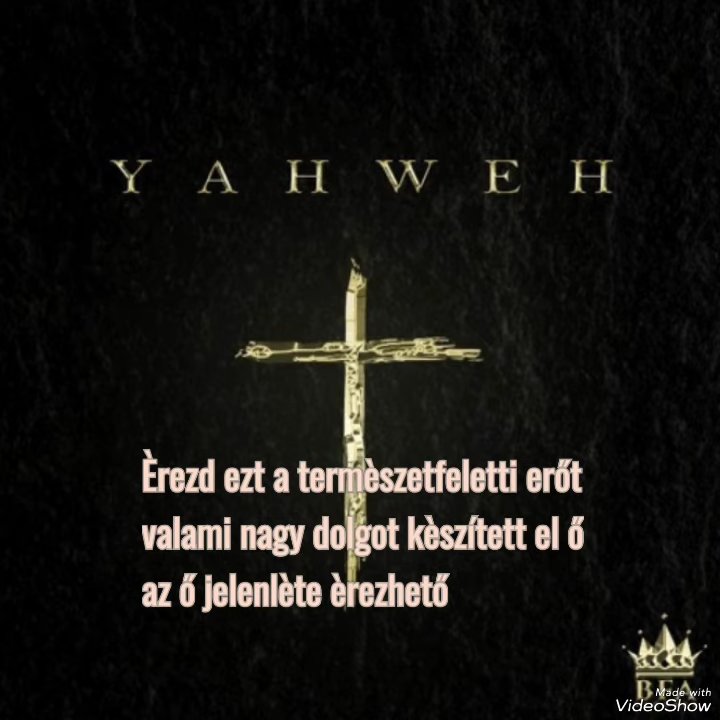 YAHWEH
Èrezd ezt a termèszetfeletti erőt
valami nagy dolgot kèszített el ő
az ő jelenlète èrezhető
BEA
Made with
VideoShow